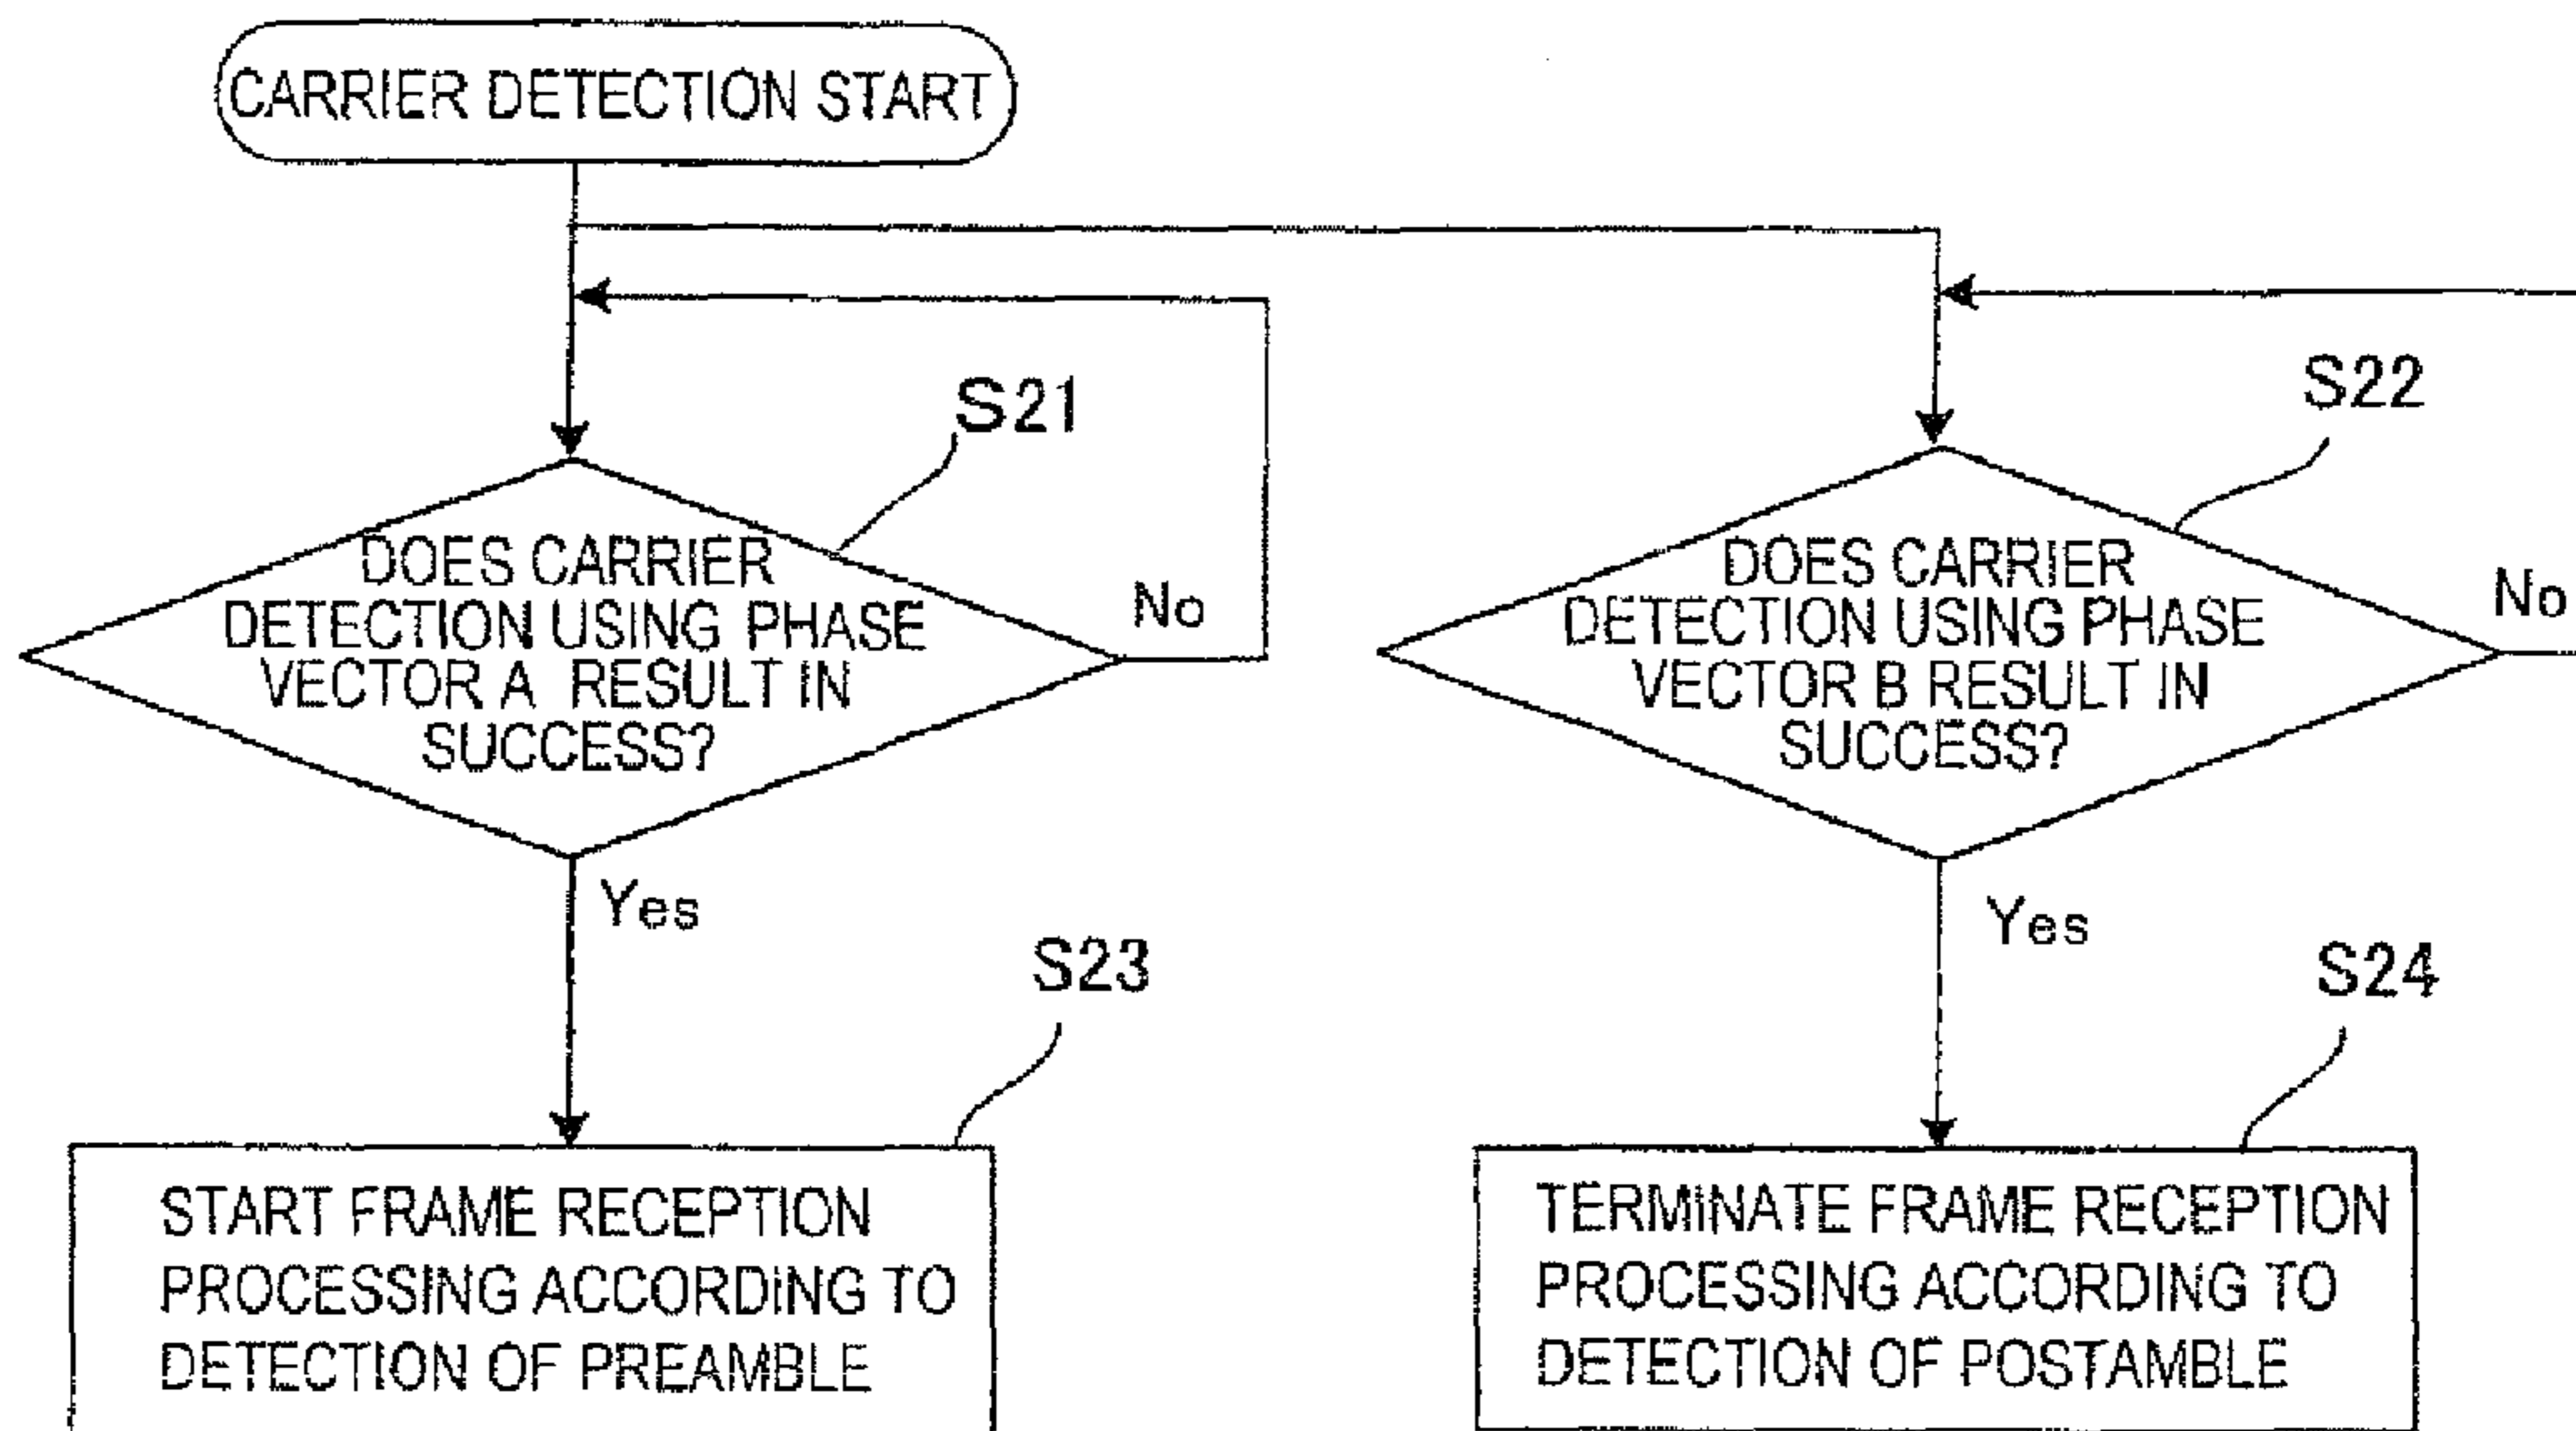 CARRIER DETECTION START
S21
DOES CARRIER
DETECTION USING PHASE
VECTOR A RESULT IN
SUCCESS?
No
Yes
S23
START FRAME RECEPTION
PROCESSING ACCORDING TO
DETECTION OF PREAMBLE
S22
DOES CARRIER
DETECTION USING PHASE
VECTOR B RESULT IN
SUCCESS?
No
Yes
S24
TERMINATE FRAME RECEPTION
PROCESSING ACCORDING TO
DETECTION OF POSTAMBLE